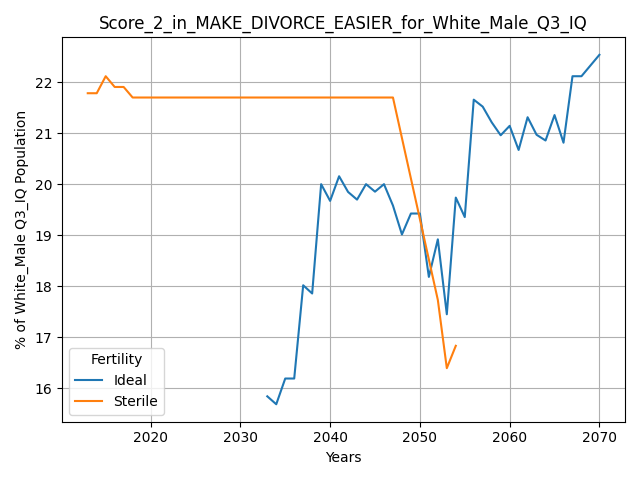 Score_2_in_MAKE_DIVORCE_EASIER_for_White_Male_Q3_IQ
% of White_Male Q3_IQ Population
22
21
20
19
18
17
16
Fertility
Ideal
Sterile
2020 2030 2040 2050 2060 2070
Years